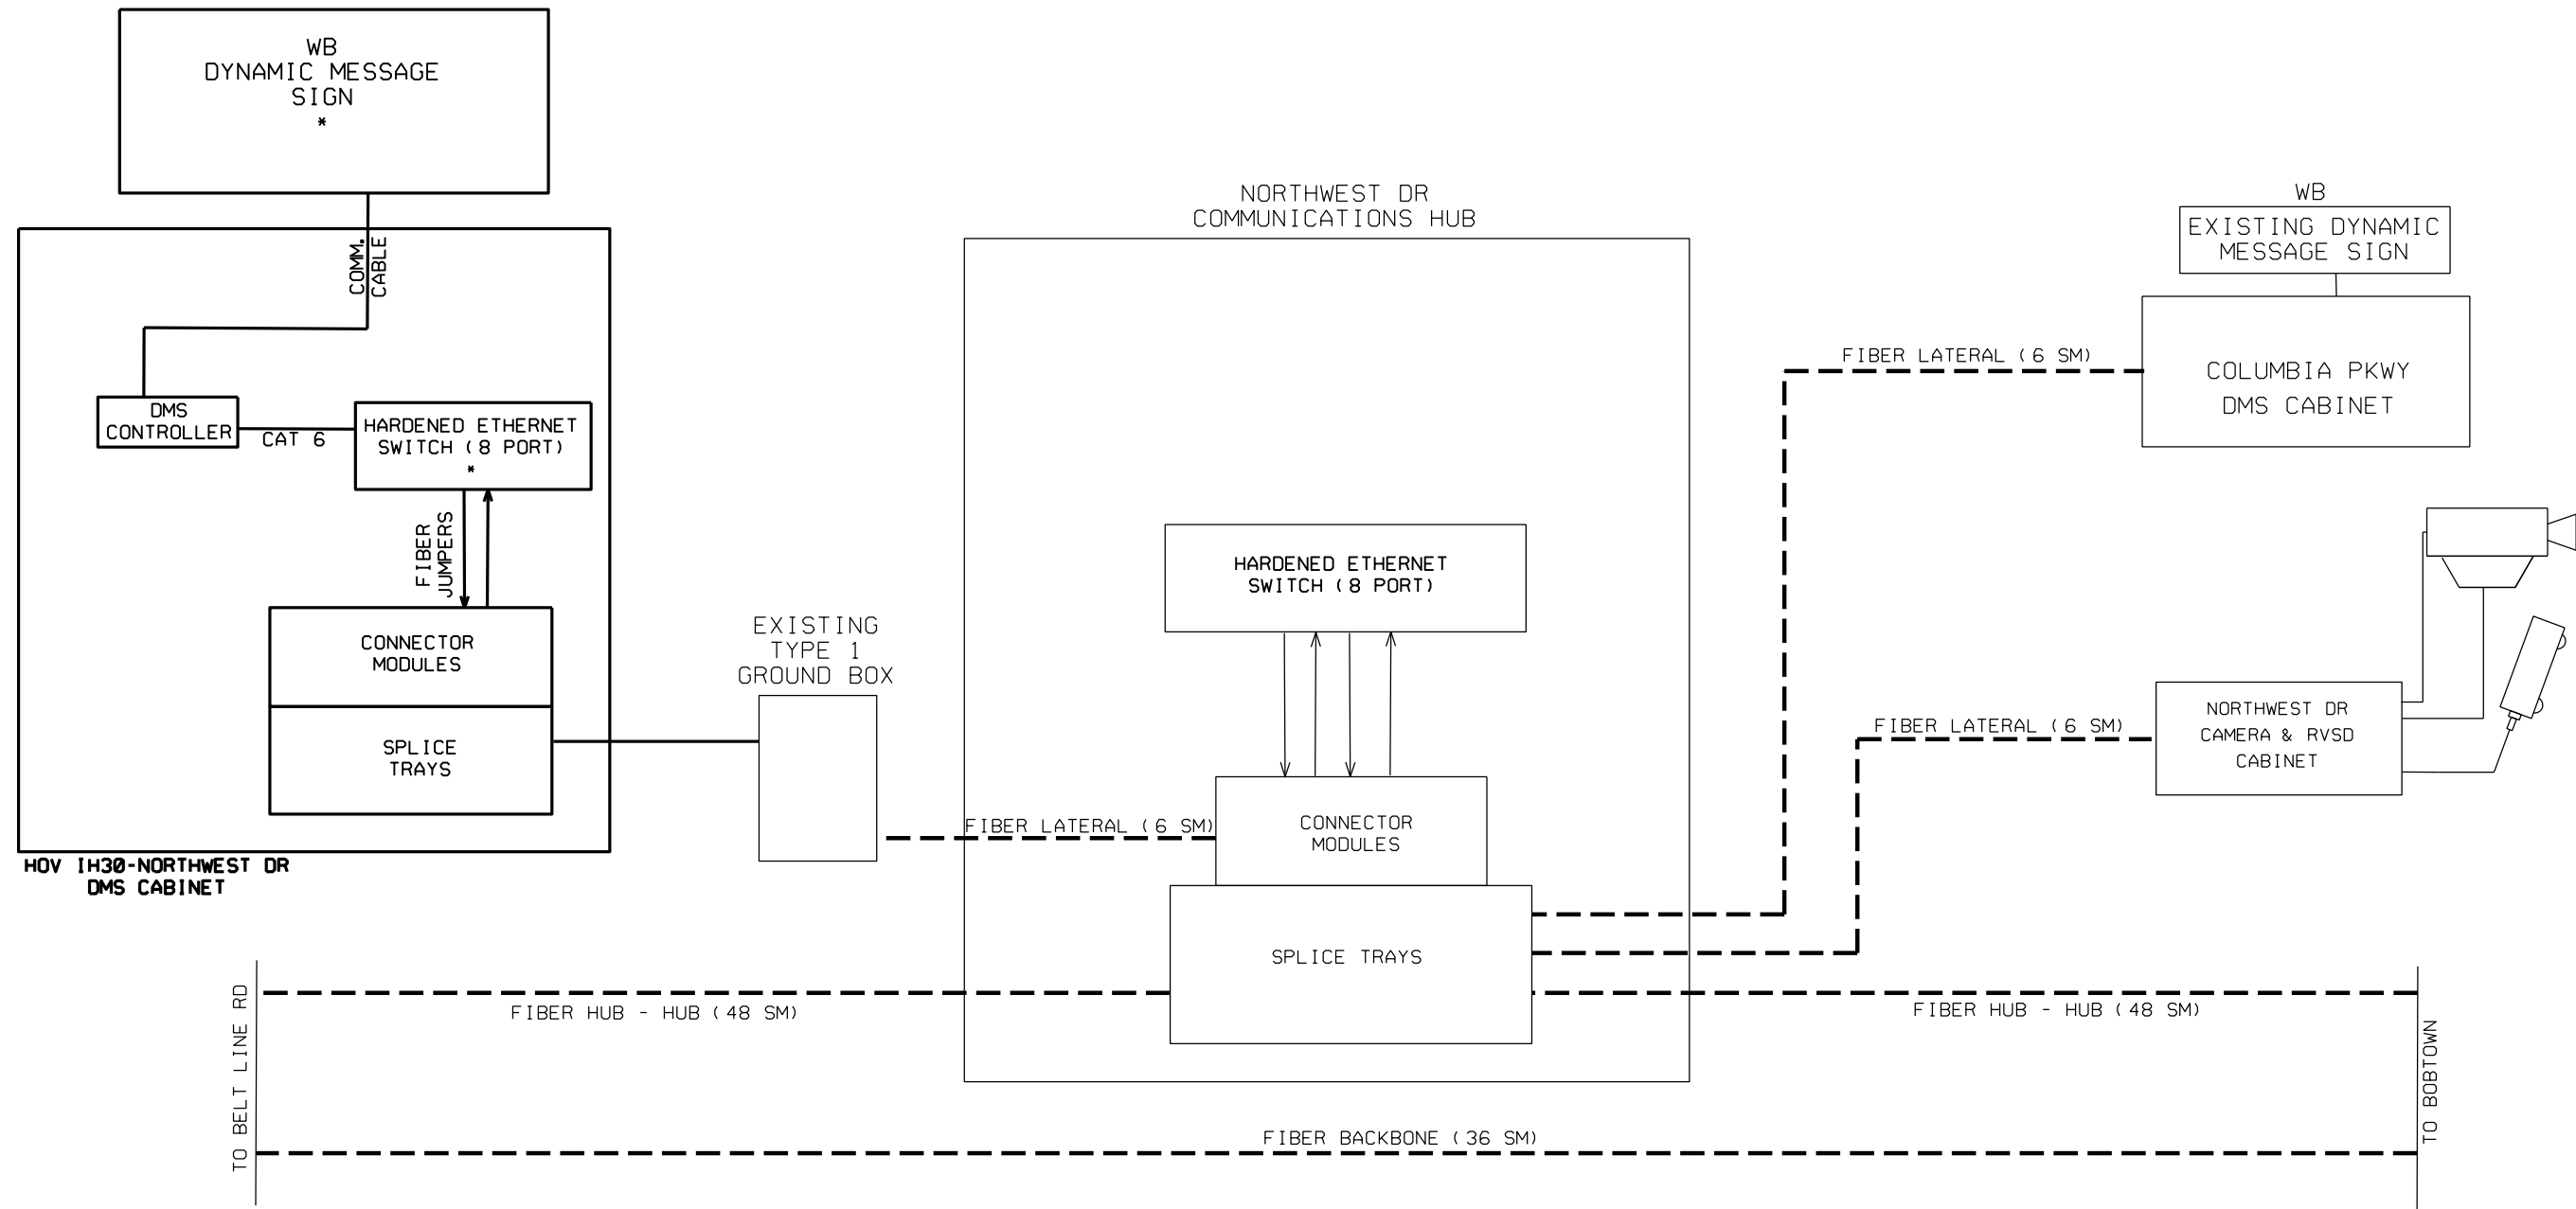 WB
DYNAMIC MESSAGE
SIGN
*
COMM.
CABLE
DMS
CONTROLLER
CAT 6
HARDENED ETHERNET
SWITCH (8 PORT)
*
FIBER
JUMPERS
CONNECTOR
MODULES
SPLICE
TRAYS
HOV IH30-NORTHWEST DR
DMS CABINET
EXISTING
TYPE 1
GROUND BOX
NORTHWEST DR
COMMUNICATIONS HUB
HARDENED ETHERNET
SWITCH (8 PORT)
FIBER LATERAL (6 SM)
CONNECTOR
MODULES
SPLICE TRAYS
WB
EXISTING DYNAMIC
MESSAGE SIGN
FIBER LATERAL (6 SM)
COLUMBIA PKWY
DMS CABINET
FIBER LATERAL (6 SM)
NORTHWEST DR
CAMERA & RVSD
CABINET
TO BELT LINE RD
FIBER HUB - HUB (48 SM)
FIBER HUB - HUB (48 SM)
FIBER BACKBONE (36 SM)
TO BOBTOWN